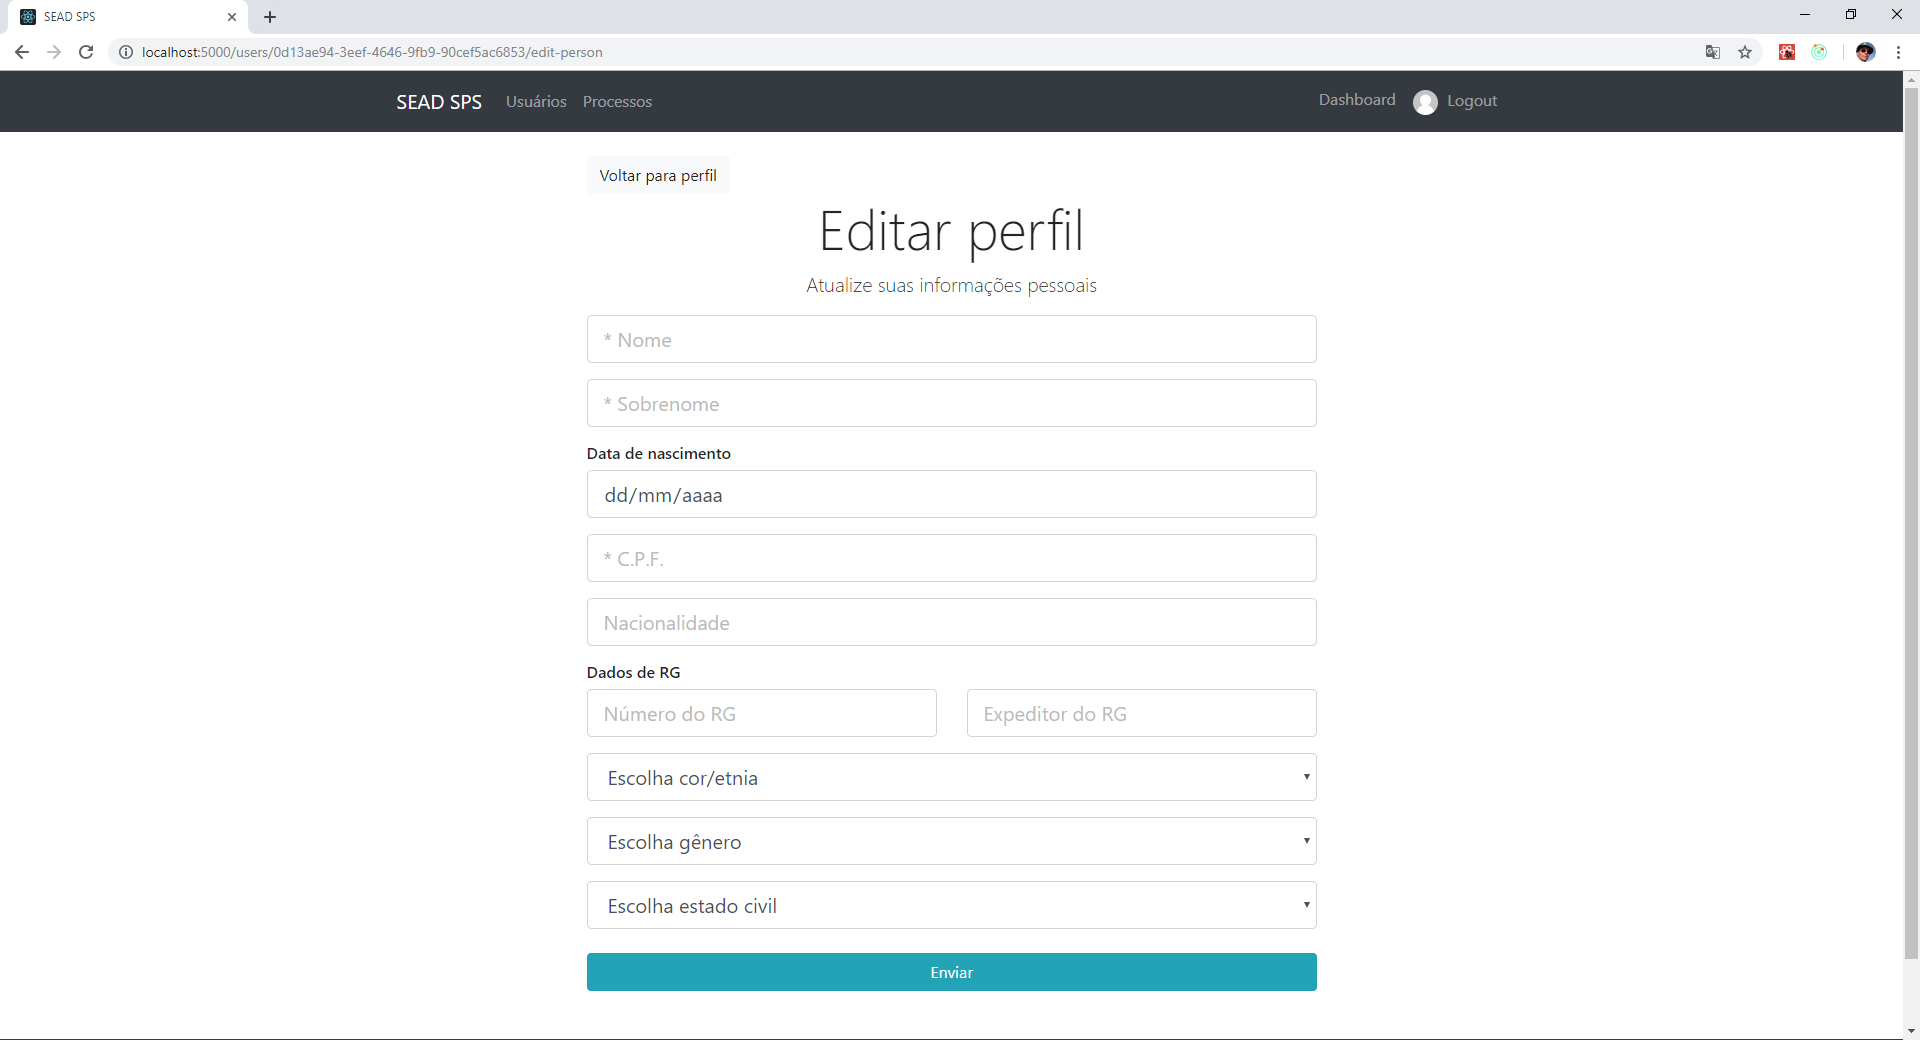 SEAD SPS
localhost:5000/users/0d13ae94-3eef-4646-9fb9-90cef5ac6853/edit-person
SEAD SPS Usuários Processos Dashboard Logout
Voltar para perfil
Editar perfil
Atualize suas informações pessoais
* Nome
* Sobrenome
Data de nascimento
dd/mm/aaaa
* C.P.F.
Nacionalidade
Dados de RG
Número do RG Expeditor do RG
Escolha cor/etnia
Escolha gênero
Escolha estado civil
Enviar